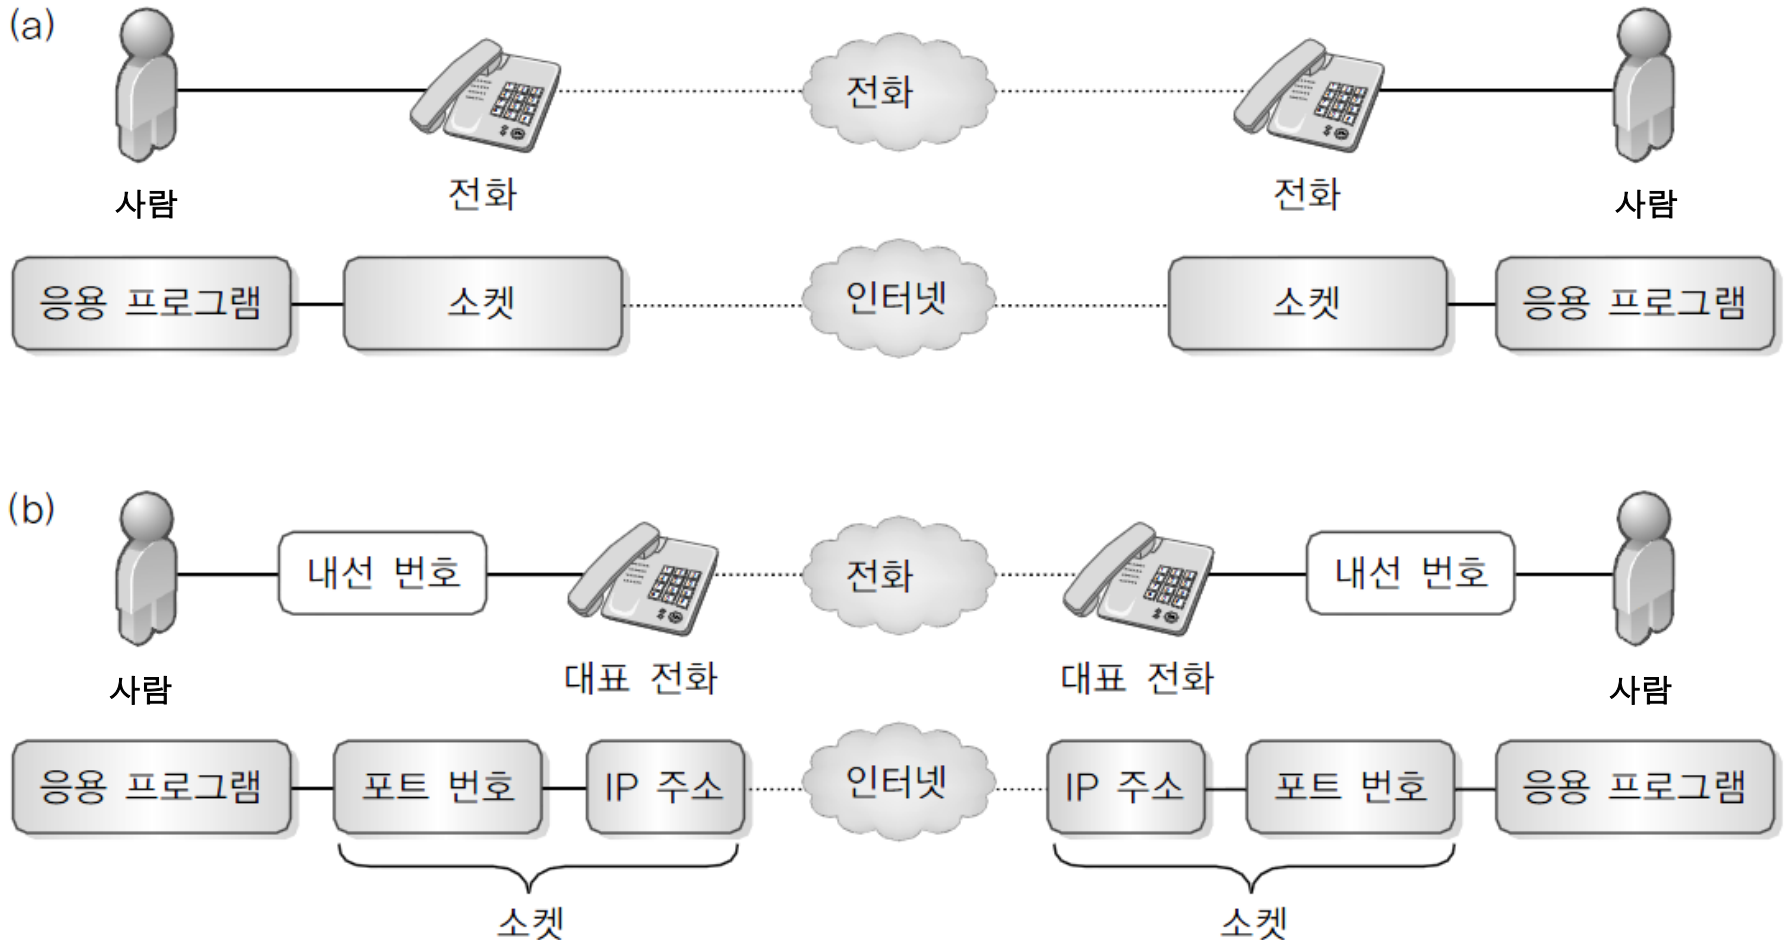 (a)
전화
사람 전화 전화 사람
응용 프로그램 소켓 인터넷 소켓 응용 프로그램
(b)
내선 번호 전화 내선 번호
사람 대표 전화 대표 전화 사람
응용 프로그램 포트 번호 IP 주소 인터넷 IP 주소 포트 번호 응용 프로그램
소켓 소켓